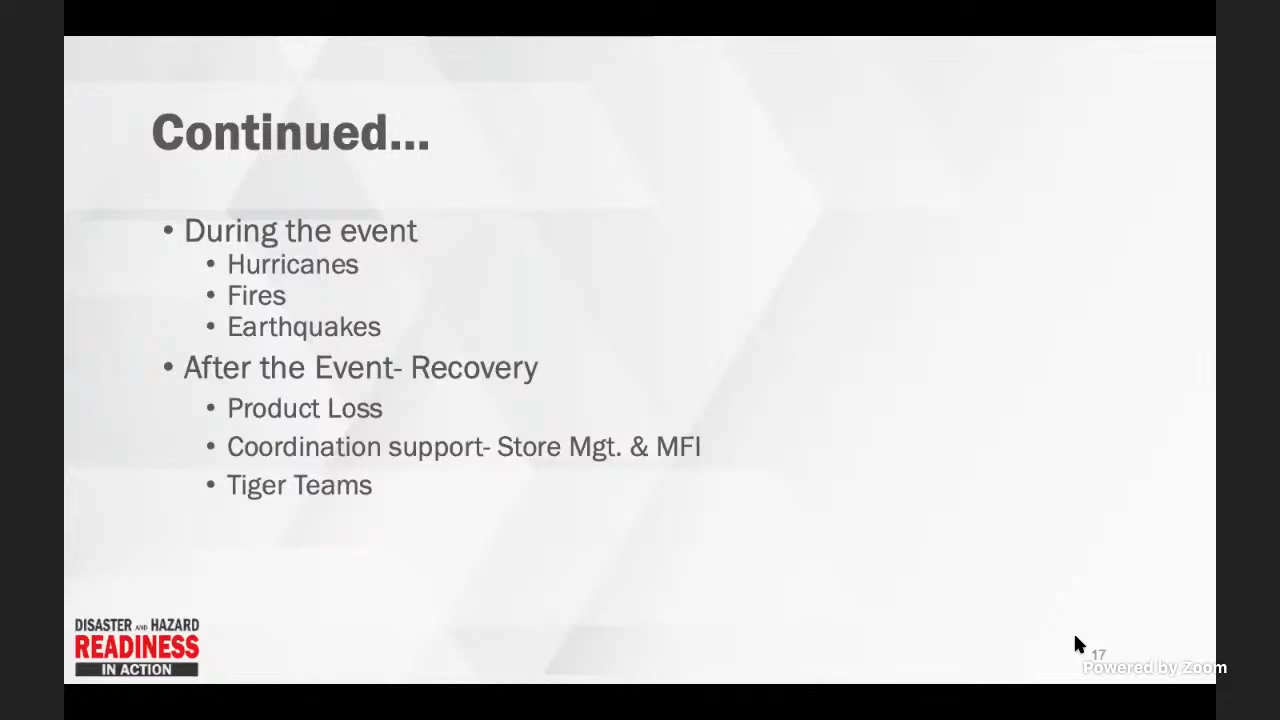 Continued...
• During the event
• Hurricanes
• Fires
• Earthquakes
• After the Event- Recovery
• Product Loss
• Coordination support- Store Mgt. & MFI
• Tiger Teams
DISASTER AND HAZARD
READINESS
IN ACTION
17
Powered by Zoom